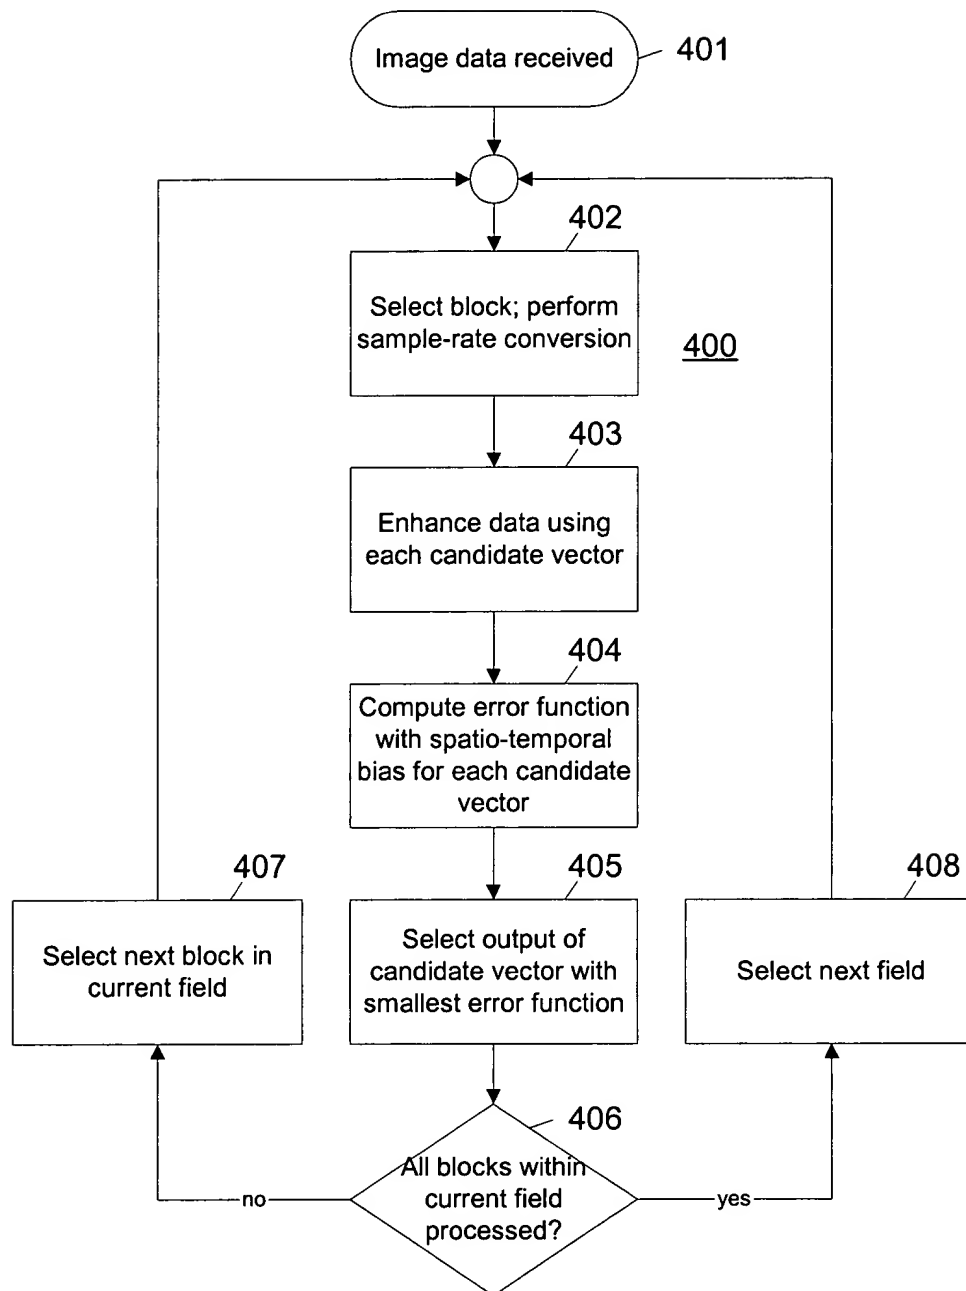 Image data received
401
402
Select block; perform
sample-rate conversion
400
403
Enhance data using
each candidate vector
404
Compute error function
with spatio-temporal
bias for each candidate
vector
407
Select next block in
current field
405
Select output of
candidate vector with
smallest error function
408
Select next field
406
All blocks within
current field
processed?
no
yes